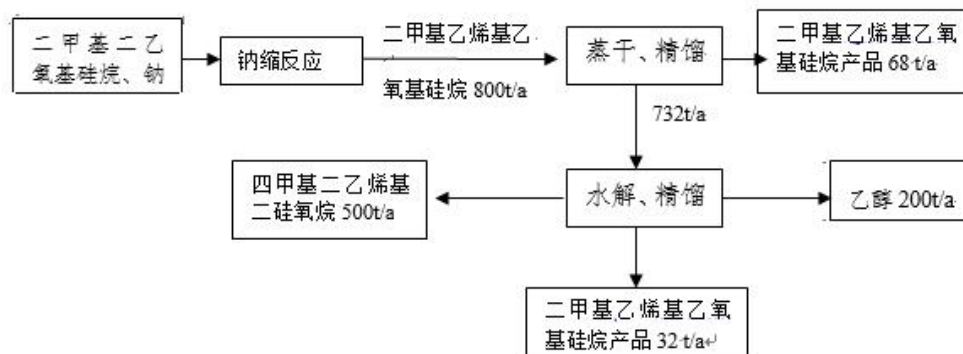 二甲基二乙
氧基硅烷、钠
钠缩反应
二甲基乙烯基乙
氧基硅烷 800t/a
蒸干、精馏
二甲基乙烯基乙氧
基硅烷产品 68 t/a
732t/a
四甲基二乙烯基
二硅氧烷 500t/a
水解、精馏
乙醇 200t/a
二甲基乙烯基乙氧
基硅烷产品 32 t/a